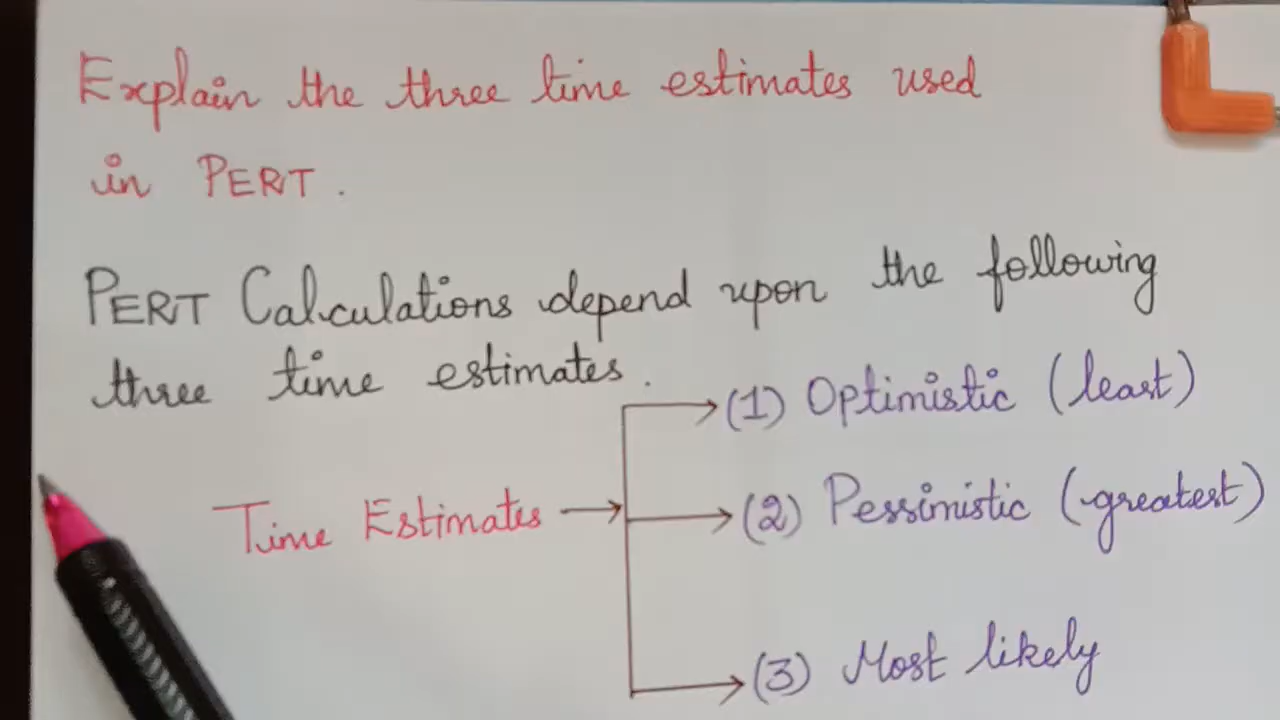 Explain the three time estimates used
in PERT.
PERT Calculations depend upon the following
three time estimates.
(1) Optimistic (least)
Time Estimates → (2) Pessimistic (greatest)
(3) Most likely